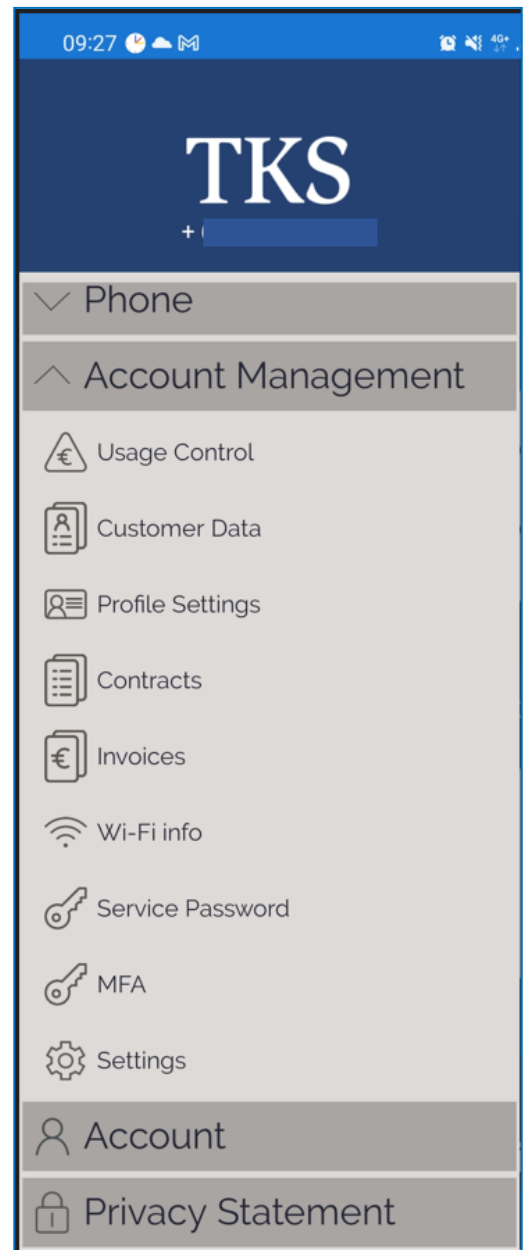 09:27 4G+
TKS
+ (
Phone
Account Management
€ Usage Control
Customer Data
Profile Settings
Contracts
€ Invoices
Wi-Fi info
Service Password
MFA
Settings
Account
Privacy Statement